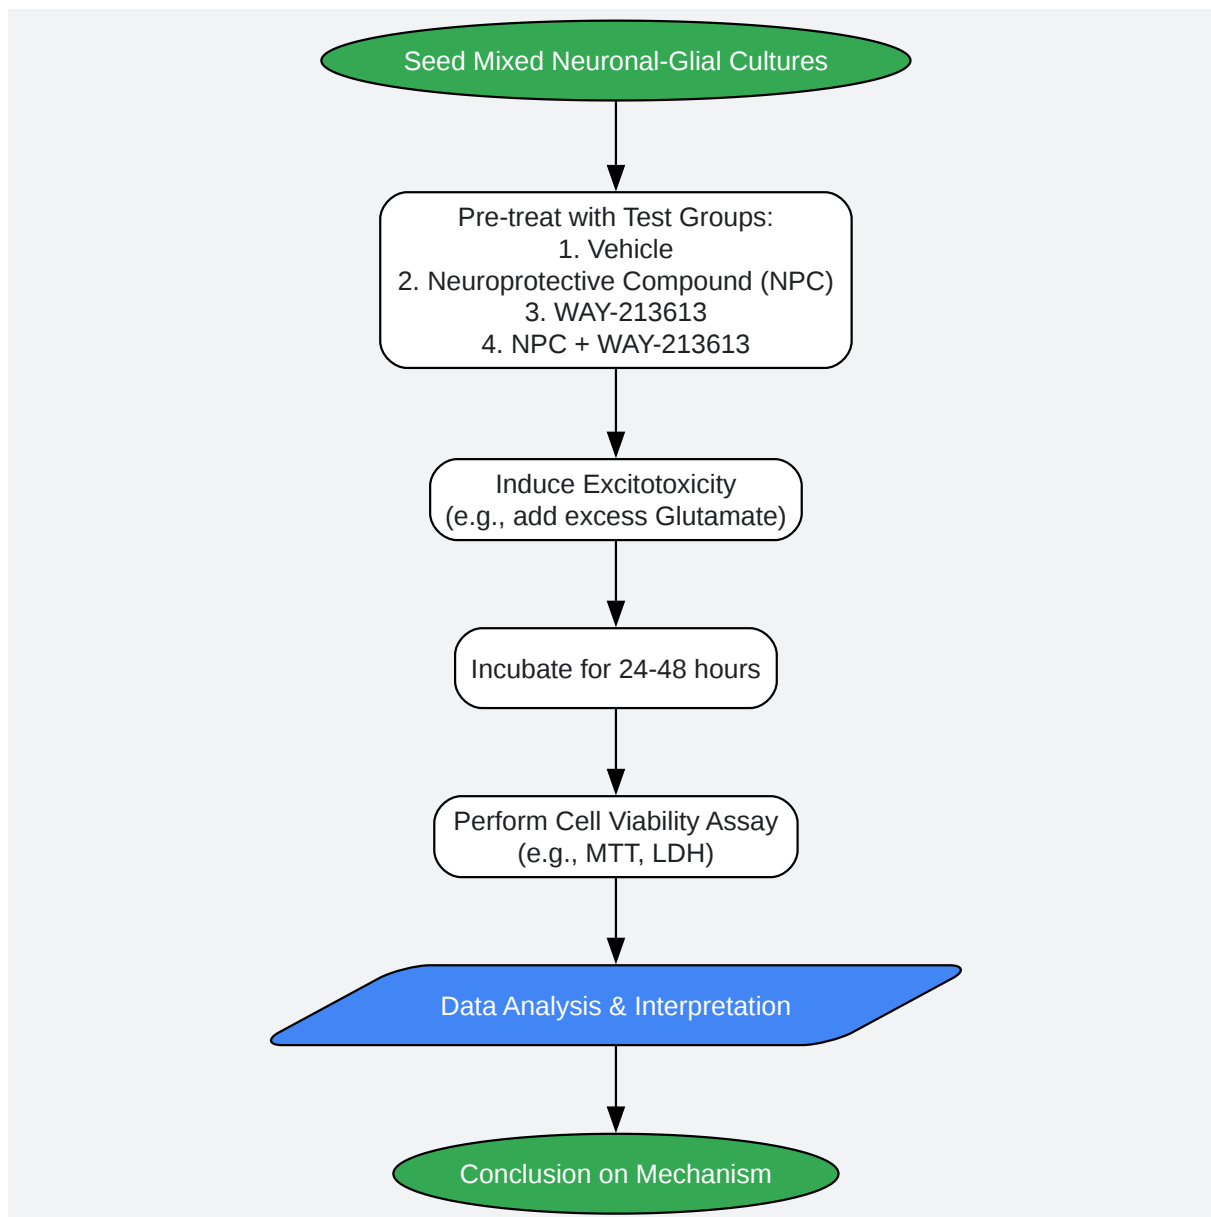 Seed Mixed Neuronal-Glial Cultures
Pre-treat with Test Groups:
1. Vehicle
2. Neuroprotective Compound (NPC)
3. WAY-213613
4. NPC + WAY-213613
Induce Excitotoxicity
(e.g., add excess Glutamate)
Incubate for 24-48 hours
Perform Cell Viability Assay
(e.g., MTT, LDH)
Data Analysis & Interpretation
Conclusion on Mechanism